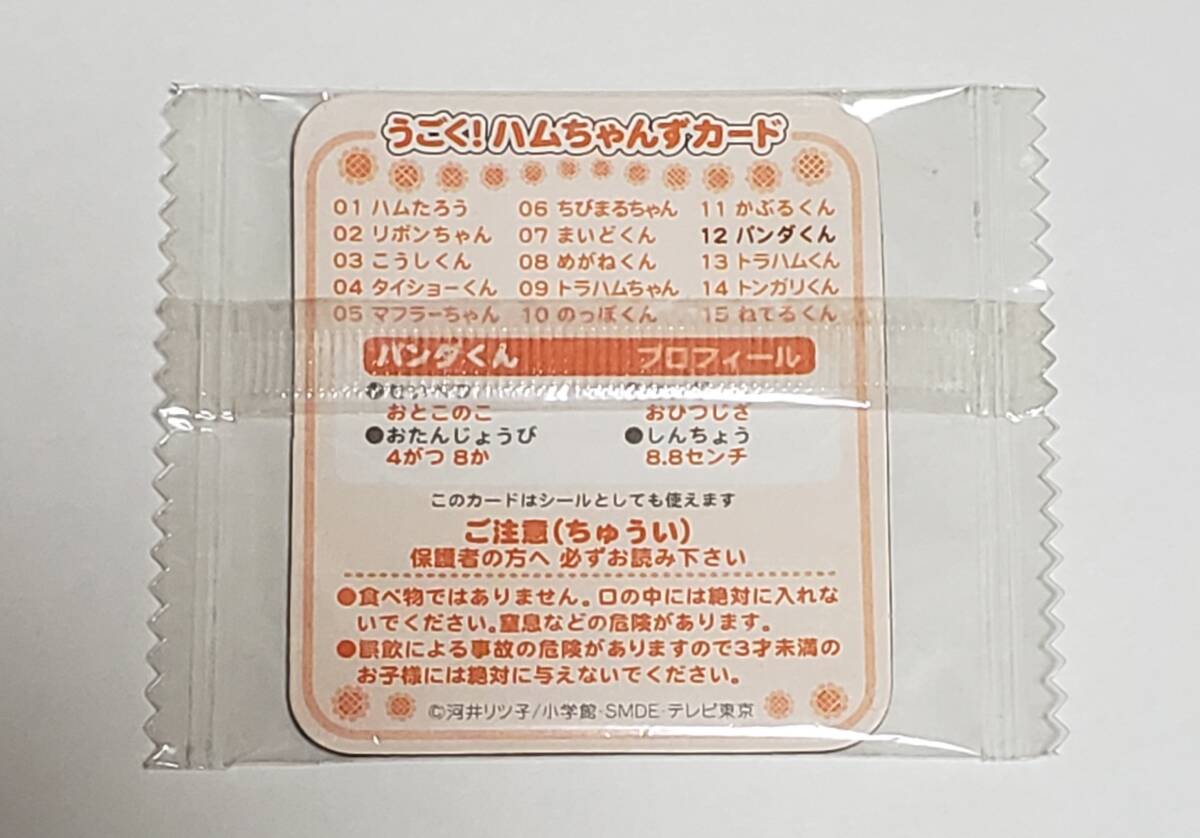 うごく!ハムちゃんずカード
01 ハムたろう 06 ちびまるちゃん 11 かぶるくん
02 リボンちゃん 07 まいどくん 12 パンダくん
03 こうしくん 08 めがねくん 13 トラハムくん
04 タイショーくん 09 トラハムちゃん 14 トンガリくん
05 マフラーちゃん 10 のっぽくん 15 ねてるくん
パンダくん プロフィール
おとこのこ おひつじざ
●おたんじょうび ●しんちょう
4がつ 8か 8.8センチ
このカードはシールとしても使えます
ご注意(ちゅうい)
保護者の方へ 必ずお読み下さい
●食べ物ではありません。口の中には絶対に入れな
いでください。窒息などの危険があります。
●誤飲による事故の危険がありますので3才未満の
お子様には絶対に与えないでください。
©河井リツ子/小学館・SMDE・テレビ東京